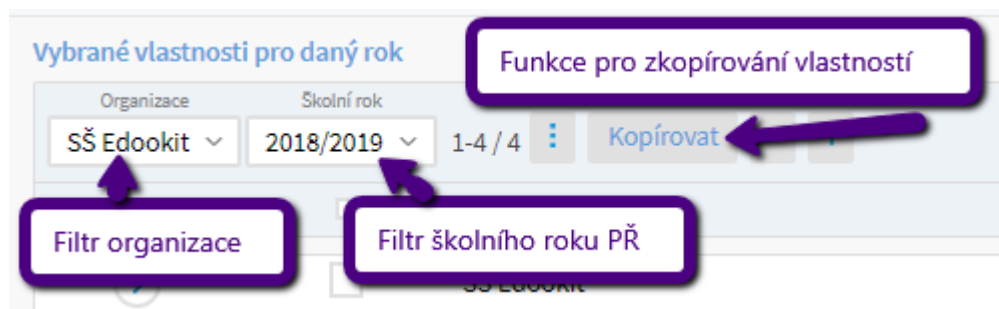 Vybrané vlastnosti pro daný rok
Funkce pro zkopírování vlastností
Organizace
Školní rok
SŠ Edookit
2018/2019
1-4 / 4
Kopírovat
Filtr organizace
Filtr školního roku PŘ
SŠ Edookit